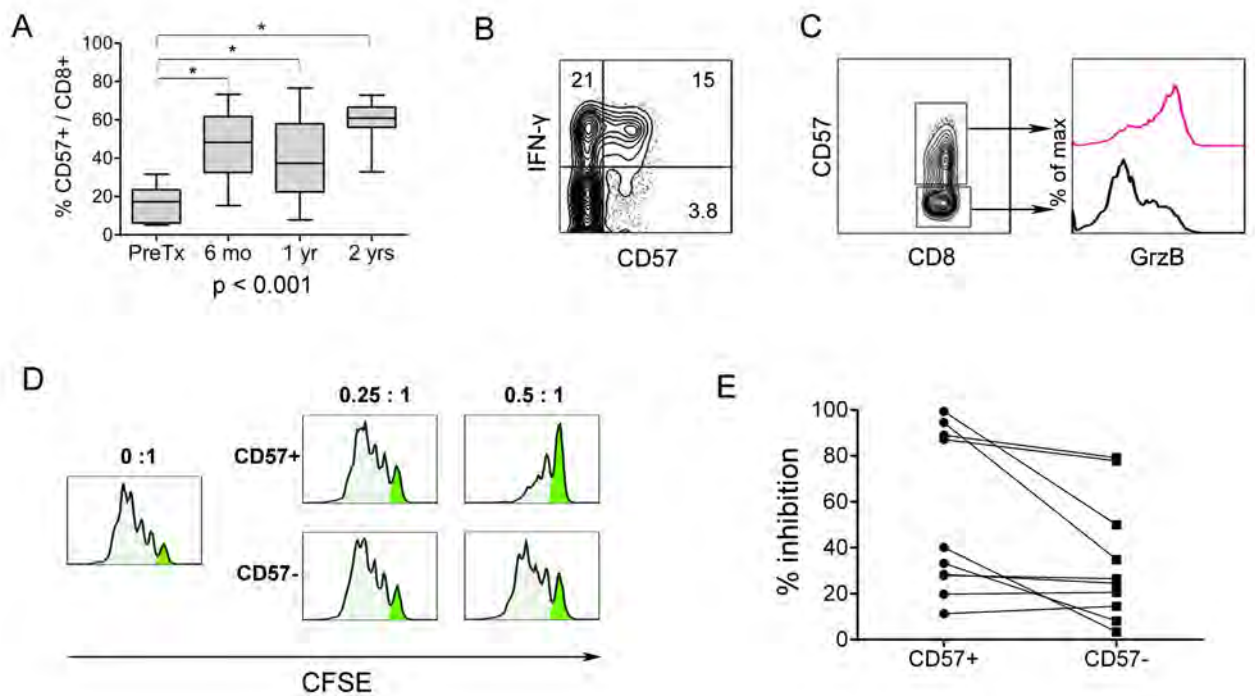 A
% CD57+ / CD8+
100
80
60
40
20
0
*
*
*
PreTx 6 mo 1 yr 2 yrs
p < 0.001
B
IFN-γ
21
15
3.8
CD57
C
CD57
CD8
% of max
GrzB
D
0 :1
0.25 : 1
0.5 : 1
CD57+
CD57-
CFSE
E
% inhibition
100
80
60
40
20
0
CD57+ CD57-